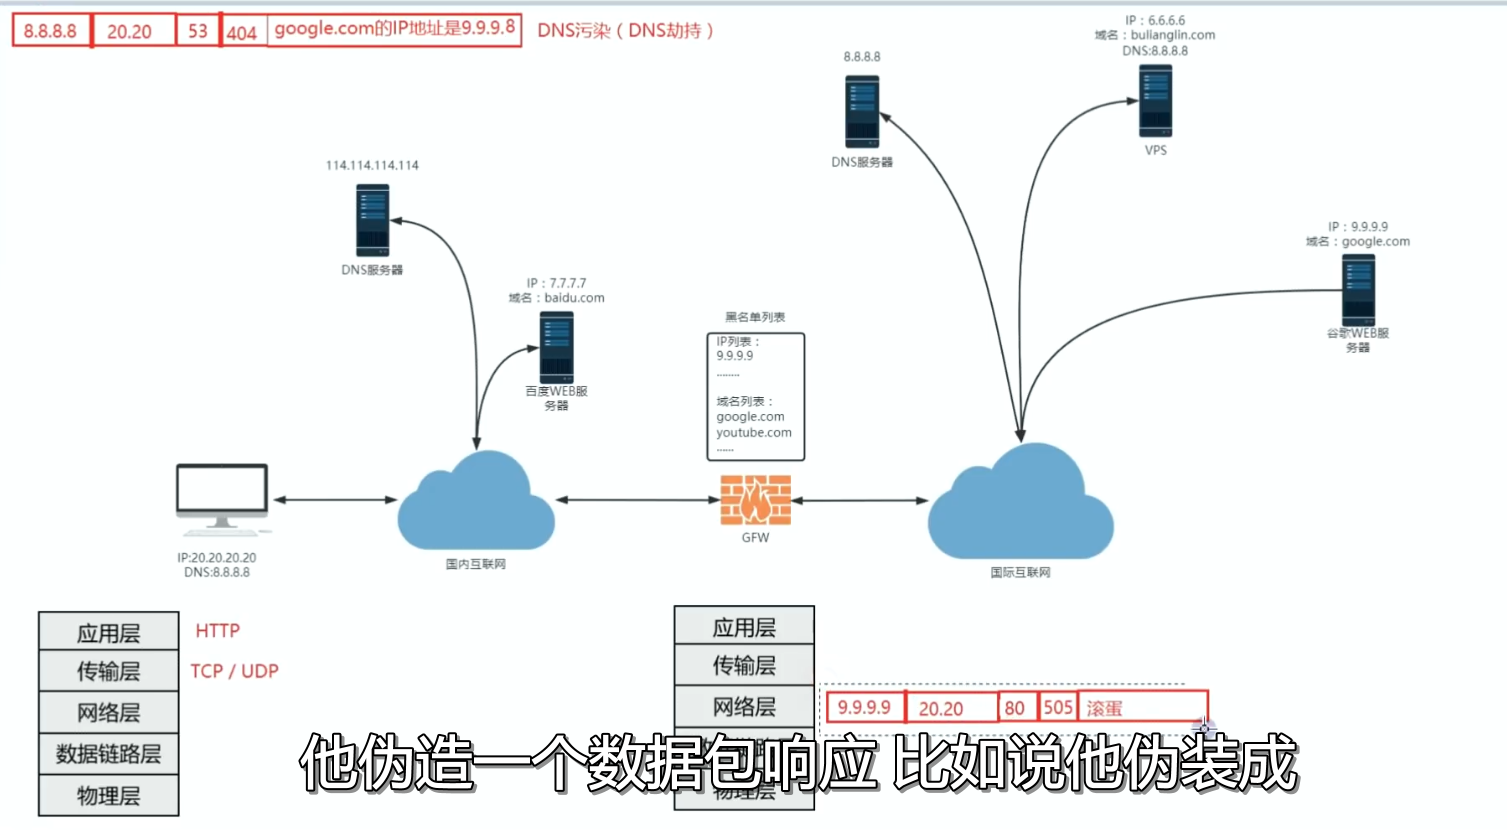 8.8.8.8 20.20 53 404 google.com的IP地址是9.9.9.8 DNS污染（DNS劫持）
IP：6.6.6.6
域名：bulianglin.com
DNS:8.8.8.8
VPS
8.8.8.8
DNS服务器
114.114.114.114
DNS服务器
IP：9.9.9.9
域名：google.com
谷歌WEB服
务器
IP：7.7.7.7
域名：baidu.com
百度WEB服
务器
黑名单列表
IP列表：
9.9.9.9
........
域名列表：
google.com
youtube.com
......
GFW
IP:20.20.20.20
DNS:8.8.8.8
国内互联网
国际互联网
应用层 HTTP
传输层 TCP / UDP
网络层
数据链路层
物理层
应用层
传输层
网络层
9.9.9.9 20.20 80 505 滚蛋
物理层
他伪造一个数据包响应 比如说他伪装成